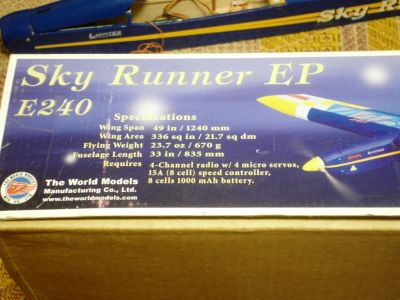 Sky R
Sky Runner EP
E240
Specifications
Wing Span 49 in / 1240 mm
Wing Area 336 sq in / 21.7 sq dm
Flying Weight 23.7 oz / 670 g
Fuselage Length 33 in / 835 mm
Requires 4-Channel radio w/ 4 micro servos,
15A (8 cell) speed controller,
8 cells 1000 mAh battery.
The World Models
Manufacturing Co., Ltd.
www.theworldmodels.com